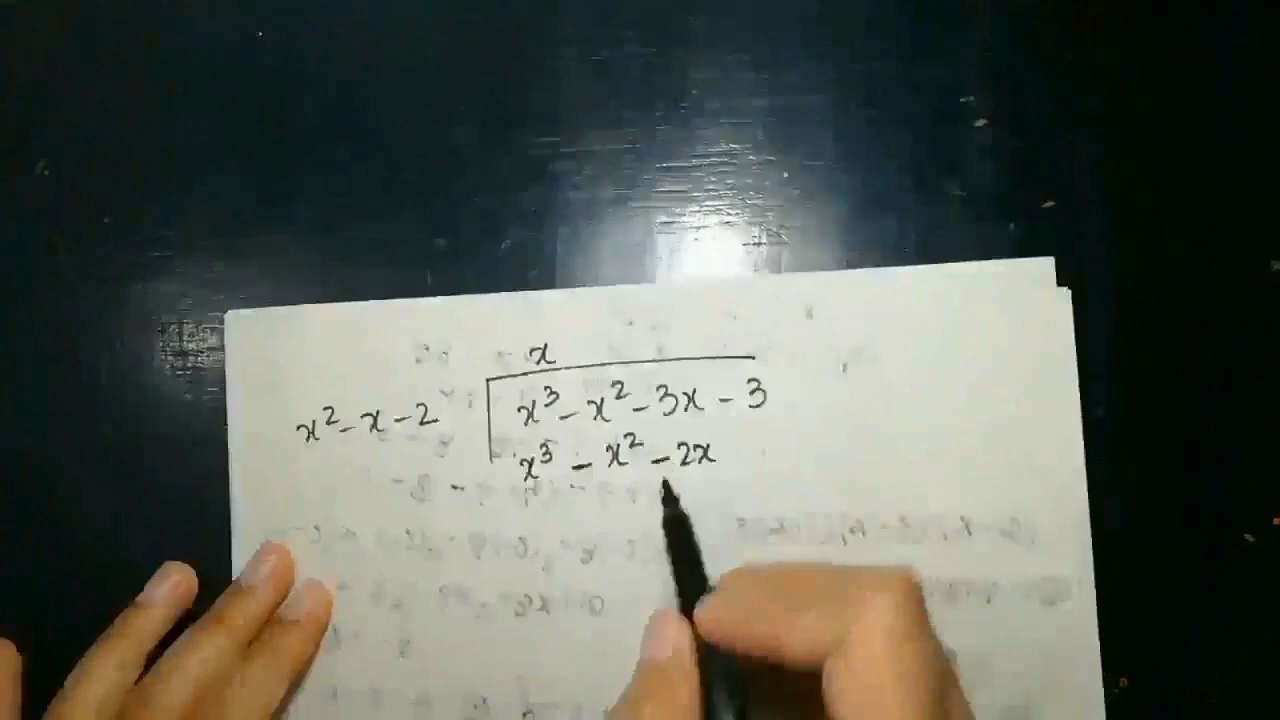 x
x² - x - 2 x³ - x² - 3x - 3
x³ - x² - 2x